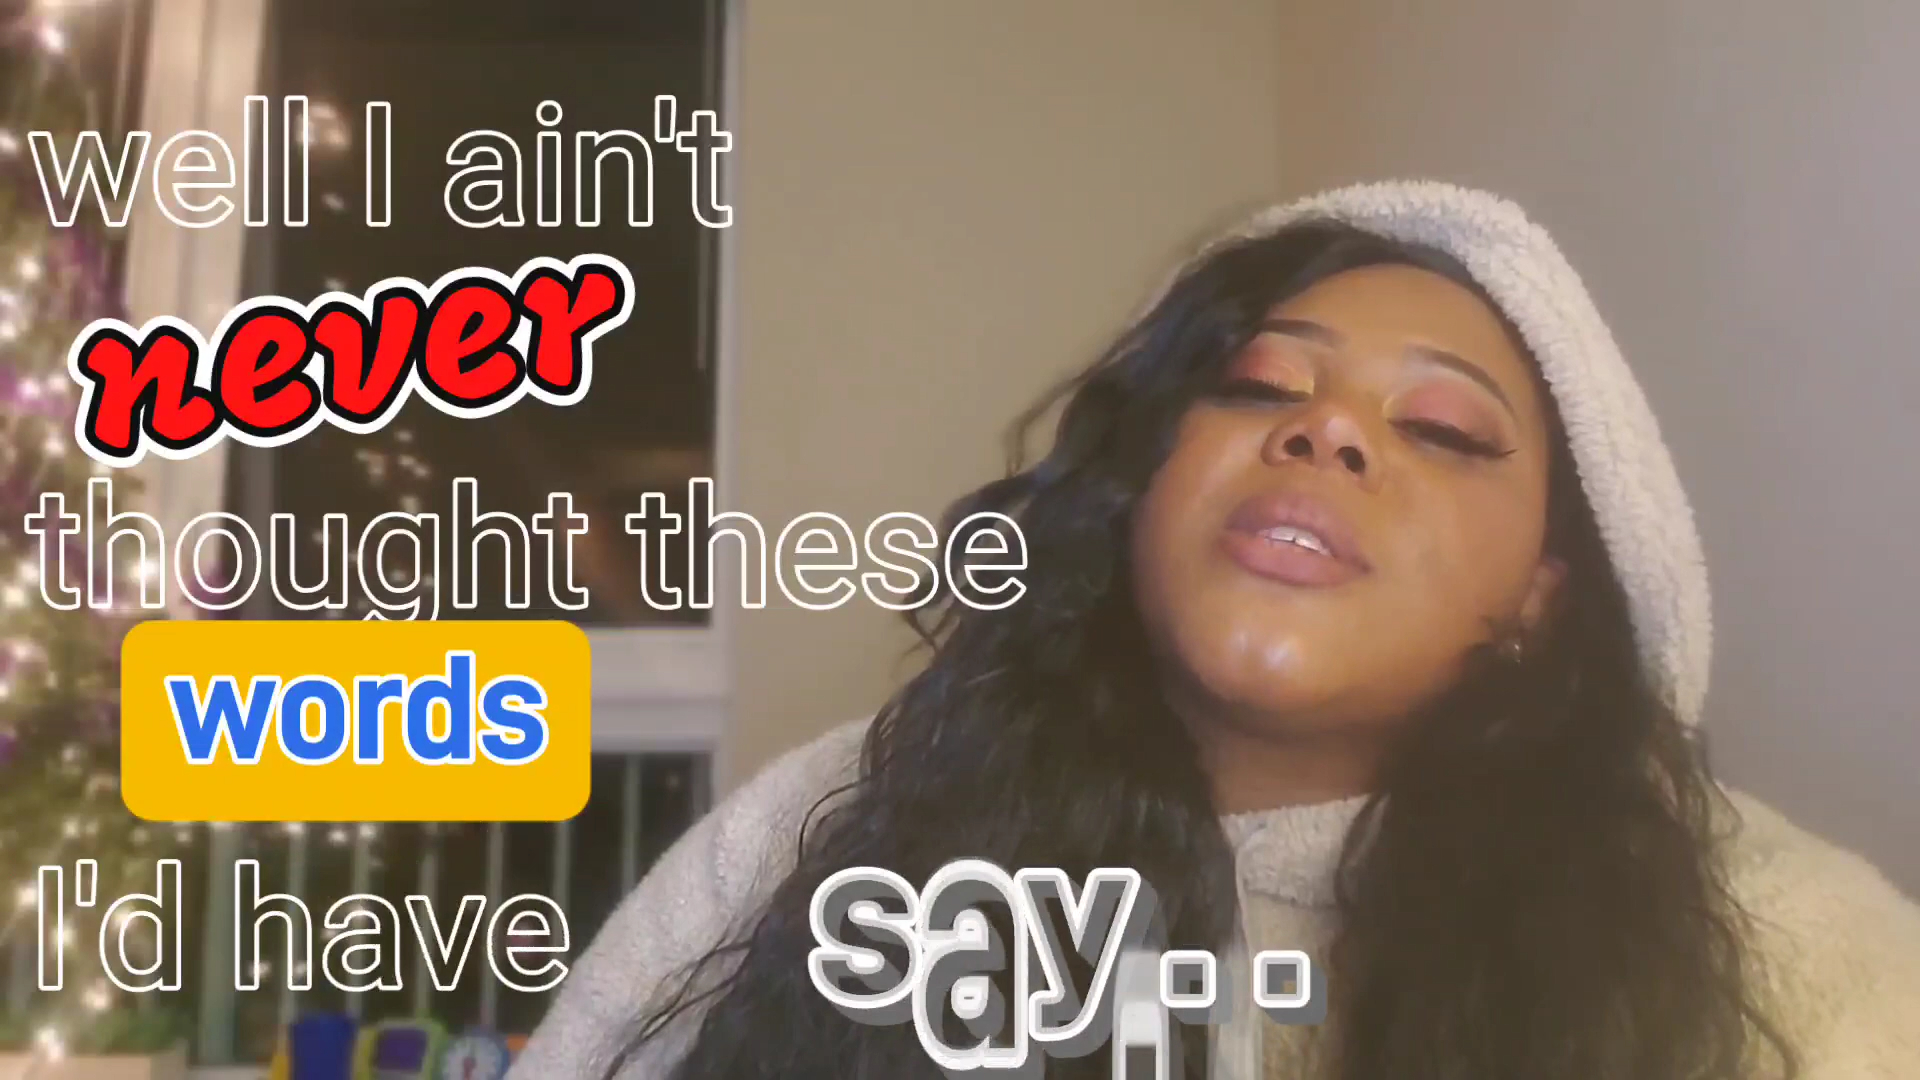 well I ain't
never
thought these
words
I'd have say..